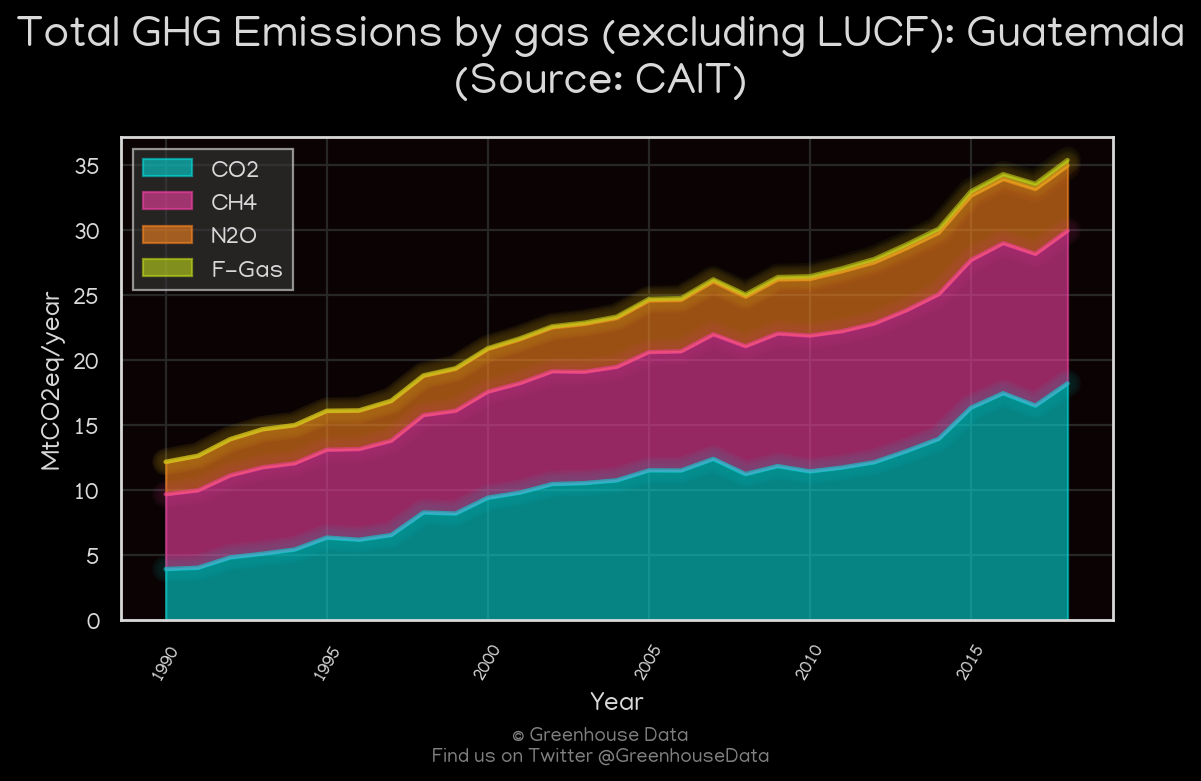 Total GHG Emissions by gas (excluding LUCF): Guatemala
(Source: CAIT)
CO2
CH4
N2O
F-Gas
35
30
25
20
15
10
5
0
MtCO2eq/year
1990
1995
2000
2005
2010
2015
Year
© Greenhouse Data
Find us on Twitter @GreenhouseData